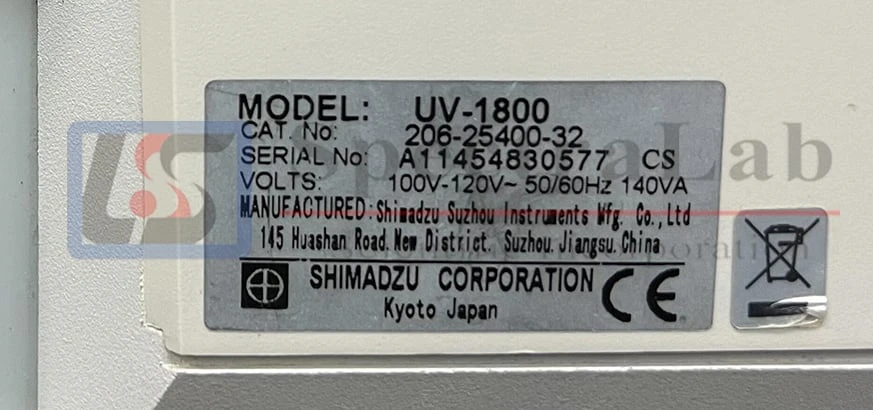 MODEL: UV-1800
CAT. No: 206-25400-32
SERIAL No: A11454830577 CS
VOLTS: 100V-120V~ 50/60Hz 140VA
MANUFACTURED: Shimadzu Suzhou Instruments Mfg. Co., Ltd
145 Huashan Road. New District. Suzhou. Jiangsu. China
SHIMADZU CORPORATION CE
Kyoto Japan